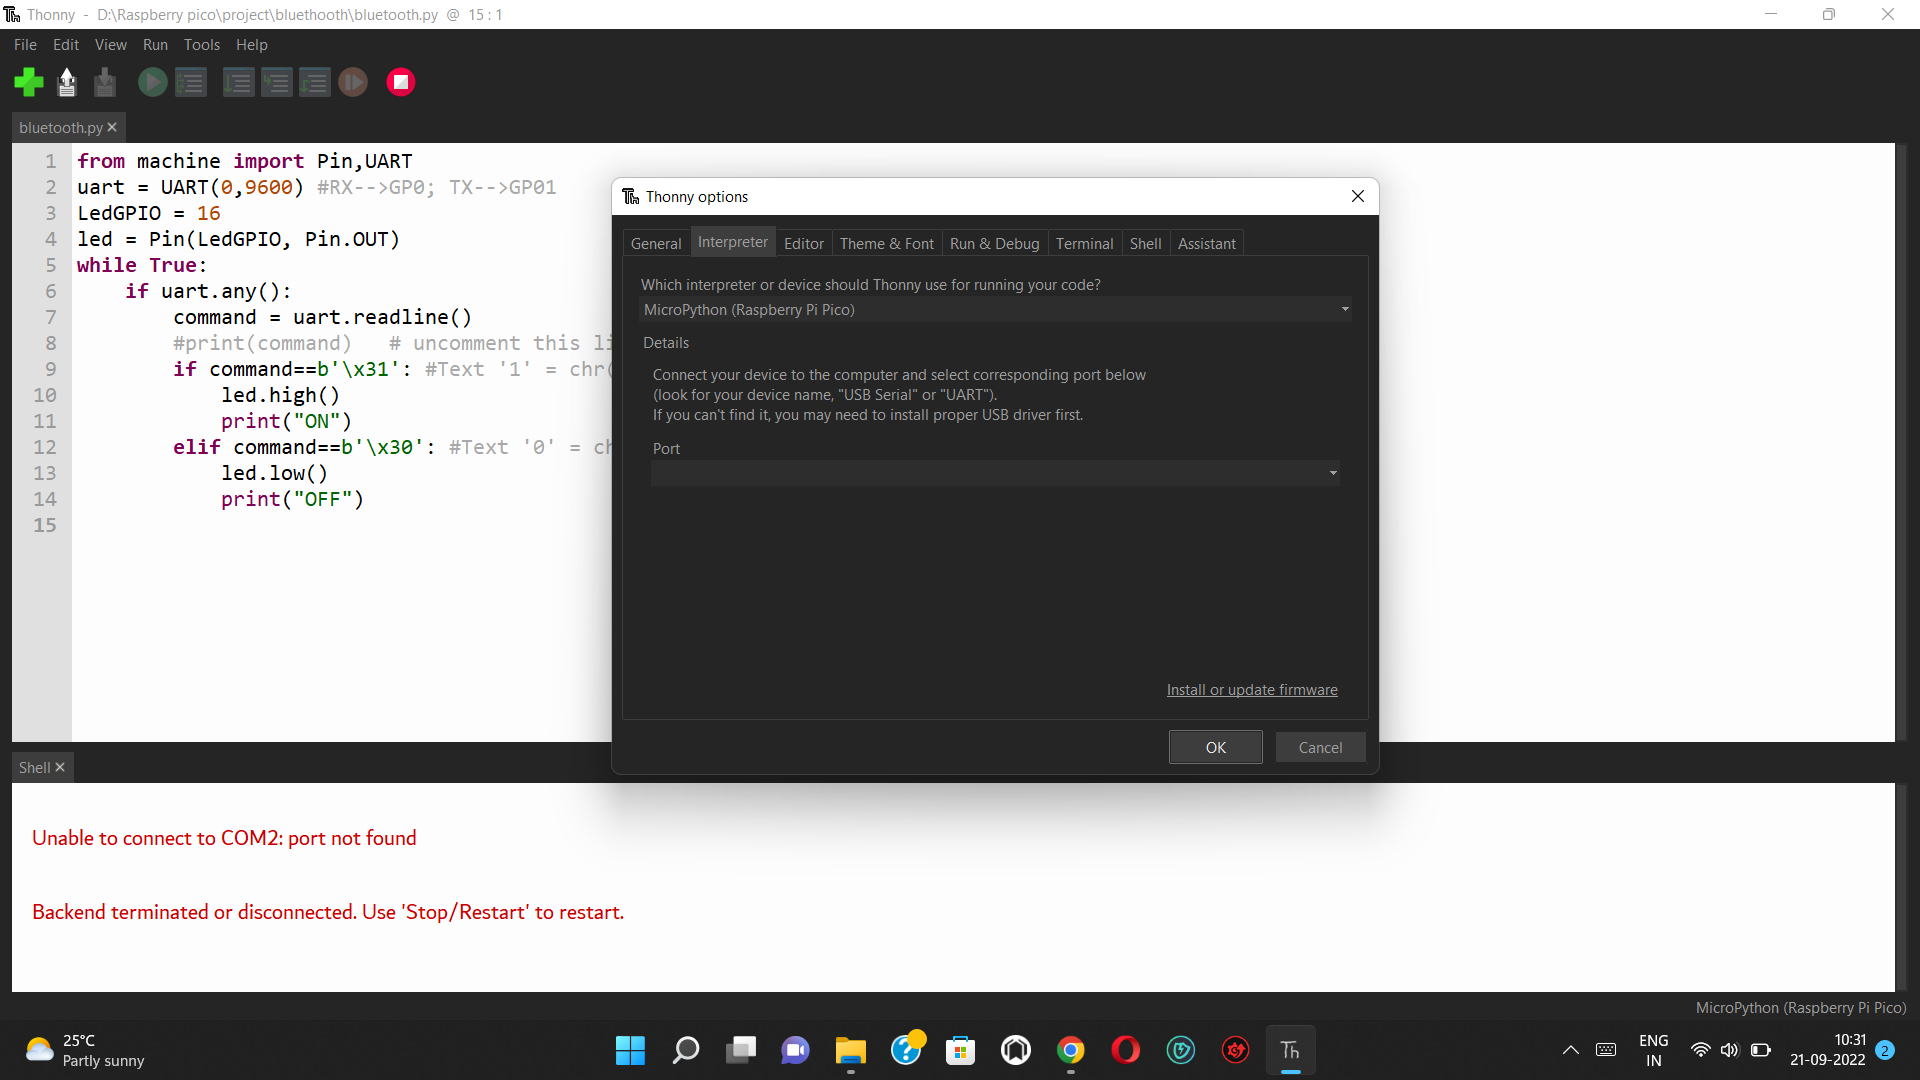 Thonny - D:\Raspberry pico\project\bluethooth\bluetooth.py @ 15 : 1
File Edit View Run Tools Help
bluetooth.py
1 from machine import Pin,UART
2 uart = UART(0,9600) #RX-->GP0; TX-->GP01
3 LedGPIO = 16
4 led = Pin(LedGPIO, Pin.OUT)
5 while True:
6 if uart.any():
7 command = uart.readline()
8 #print(command) # uncomment this li
9 if command==b'\x31': #Text '1' = chr(
10 led.high()
11 print("ON")
12 elif command==b'\x30': #Text '0' = ch
13 led.low()
14 print("OFF")
15
Thonny options
General Interpreter Editor Theme & Font Run & Debug Terminal Shell Assistant
Which interpreter or device should Thonny use for running your code?
MicroPython (Raspberry Pi Pico)
Details
Connect your device to the computer and select corresponding port below
(look for your device name, "USB Serial" or "UART").
If you can't find it, you may need to install proper USB driver first.
Port
Install or update firmware
OK Cancel
Shell
Unable to connect to COM2: port not found
Backend terminated or disconnected. Use 'Stop/Restart' to restart.
MicroPython (Raspberry Pi Pico)
25°C
Partly sunny
Th
ENG
IN
10:31
21-09-2022
2